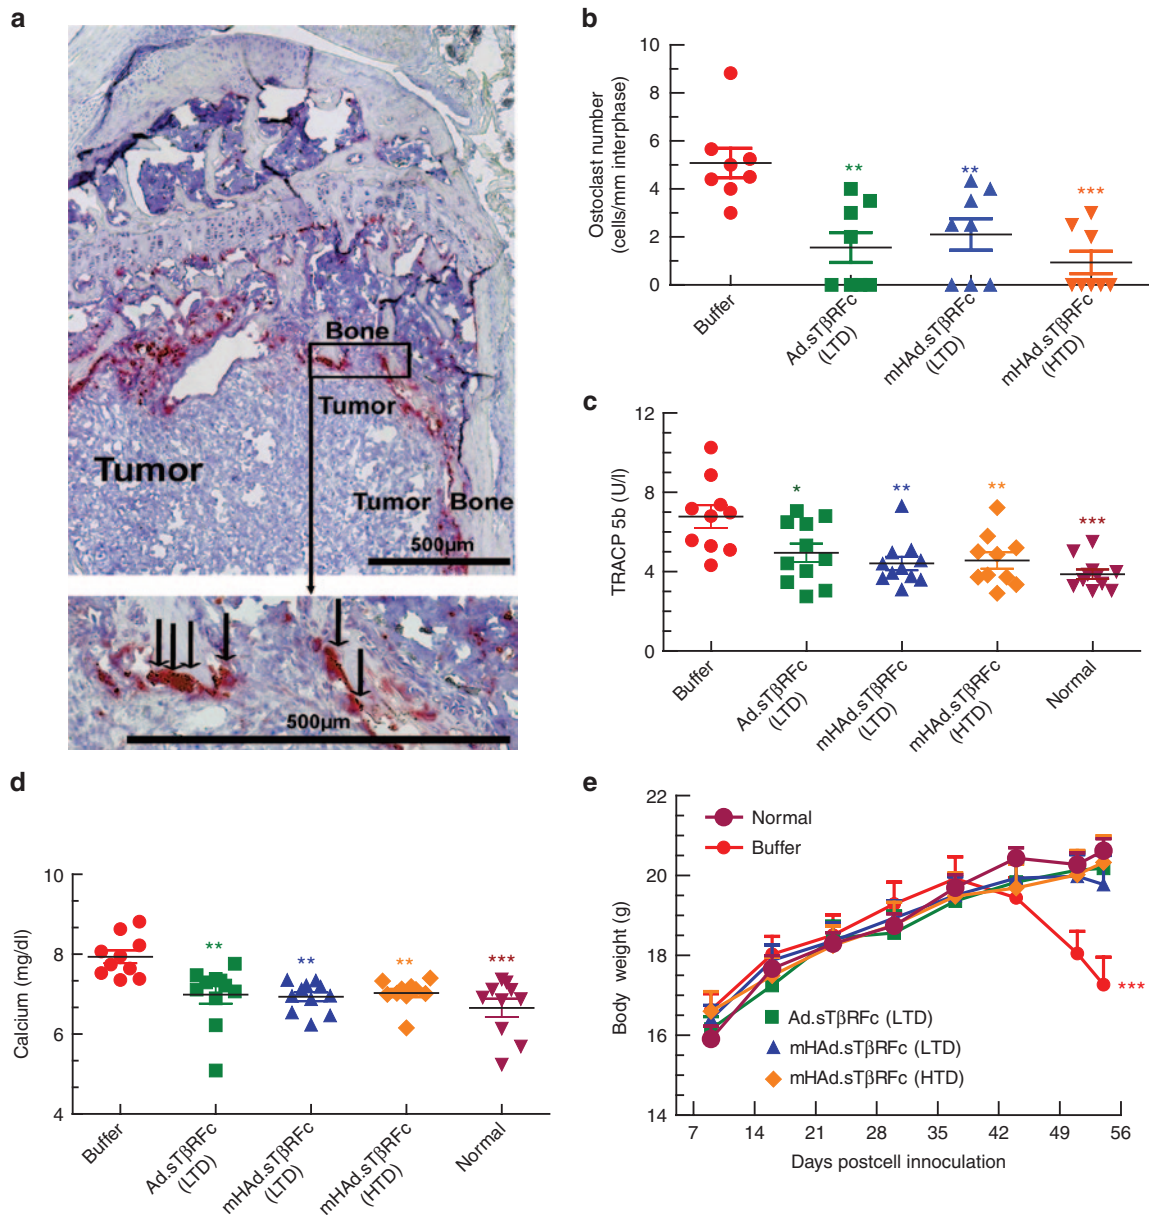 a
Bone
Tumor
Tumor
Tumor Bone
500µm
500µm
b
Ostoclast number
(cells/mm interphase)
10
8
6
4
2
0
**
**
***
Buffer
Ad.sTβRFc
(LTD)
mHAd.sTβRFc
(LTD)
mHAd.sTβRFc
(HTD)
c
TRACP 5b (U/l)
12
8
4
0
*
**
**
***
Buffer
Ad.sTβRFc
(LTD)
mHAd.sTβRFc
(LTD)
mHAd.sTβRFc
(HTD)
Normal
d
Calcium (mg/dl)
10
8
6
4
**
**
**
***
Buffer
Ad.sTβRFc
(LTD)
mHAd.sTβRFc
(LTD)
mHAd.sTβRFc
(HTD)
Normal
e
Body weight (g)
22
20
18
16
14
Normal
Buffer
***
Ad.sTβRFc (LTD)
mHAd.sTβRFc (LTD)
mHAd.sTβRFc (HTD)
7 14 21 28 35 42 49 56
Days postcell innoculation